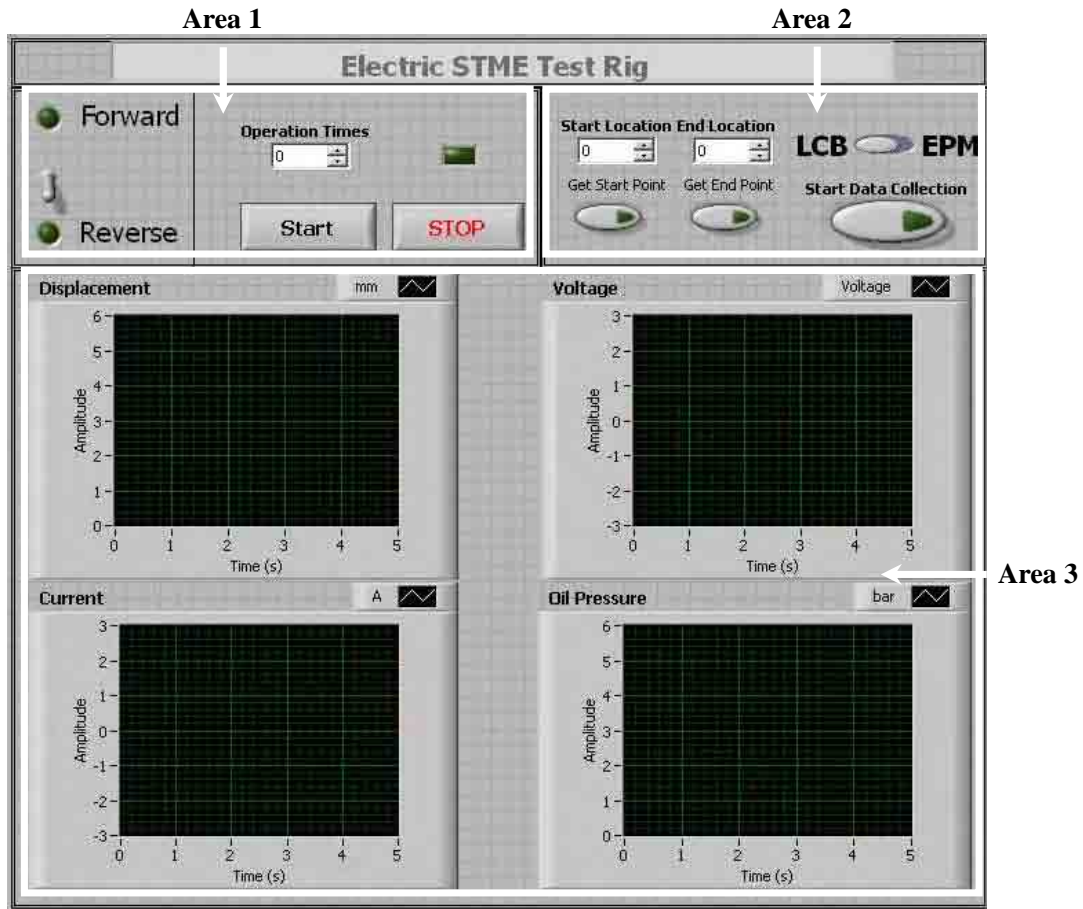 Area 1
Area 2
Electric STME Test Rig
Forward
Reverse
Operation Times
0
Start
STOP
Start Location End Location
0
0
LCB EPM
Get Start Point Get End Point
Start Data Collection
Displacement
mm
6
5
4
3
2
1
0
Amplitude
0 1 2 3 4 5
Time (s)
Voltage
Voltage
3
2
1
0
-1
-2
-3
Amplitude
0 1 2 3 4 5
Time (s)
Area 3
Current
A
3
2
1
0
-1
-2
-3
Amplitude
0 1 2 3 4 5
Time (s)
Oil Pressure
bar
6
5
4
3
2
1
0
Amplitude
0 1 2 3 4 5
Time (s)